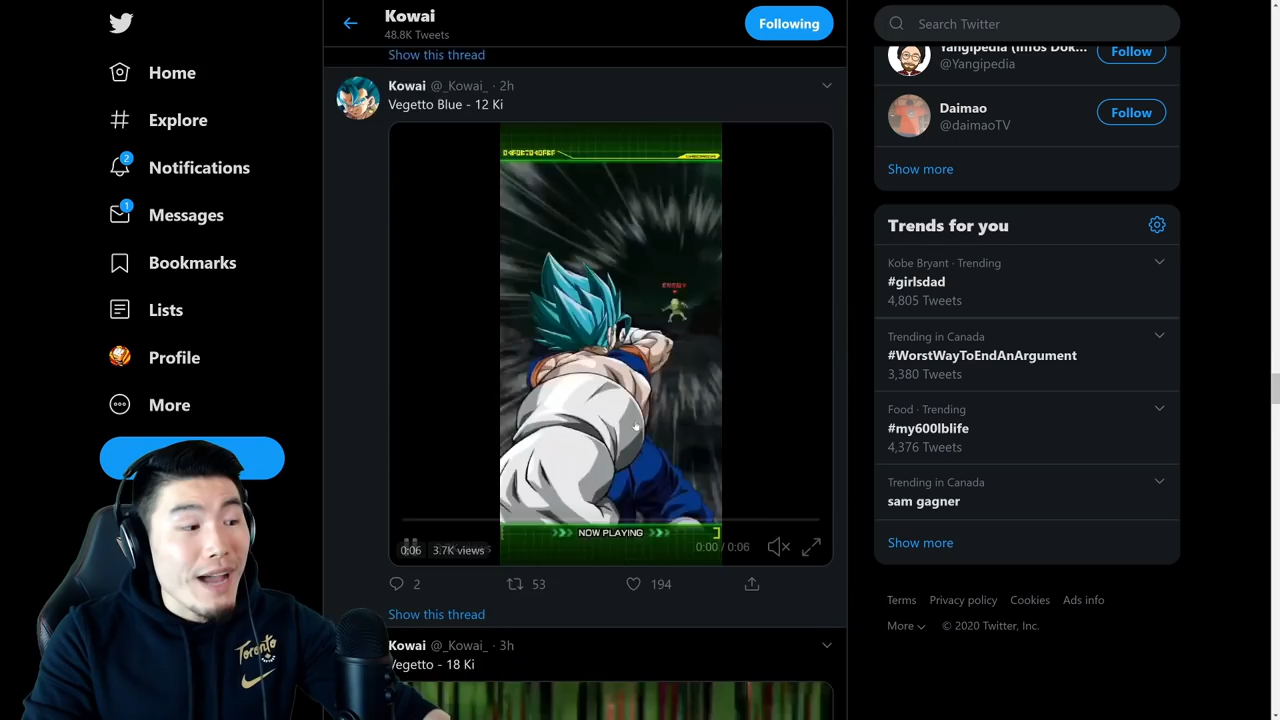 Home
Explore
2
Notifications
1
Messages
Bookmarks
Lists
Profile
More
Kowai
48.8K Tweets
Following
Show this thread
Kowai @_Kowai_ · 2h
Vegetto Blue - 12 Ki
NOW PLAYING
0:06
3.7K views
0:00 / 0:06
2
53
194
Show this thread
Kowai @_Kowai_ · 3h
Vegetto - 18 Ki
Toronto
Search Twitter
Yangipedia (Infos Dok...
@Yangipedia
Follow
Daimao
@daimaoTV
Follow
Show more
Trends for you
Kobe Bryant · Trending
#girlsdad
4,805 Tweets
Trending in Canada
#WorstWayToEndAnArgument
3,380 Tweets
Food · Trending
#my600lblife
4,376 Tweets
Trending in Canada
sam gagner
Show more
Terms Privacy policy Cookies Ads info
More © 2020 Twitter, Inc.